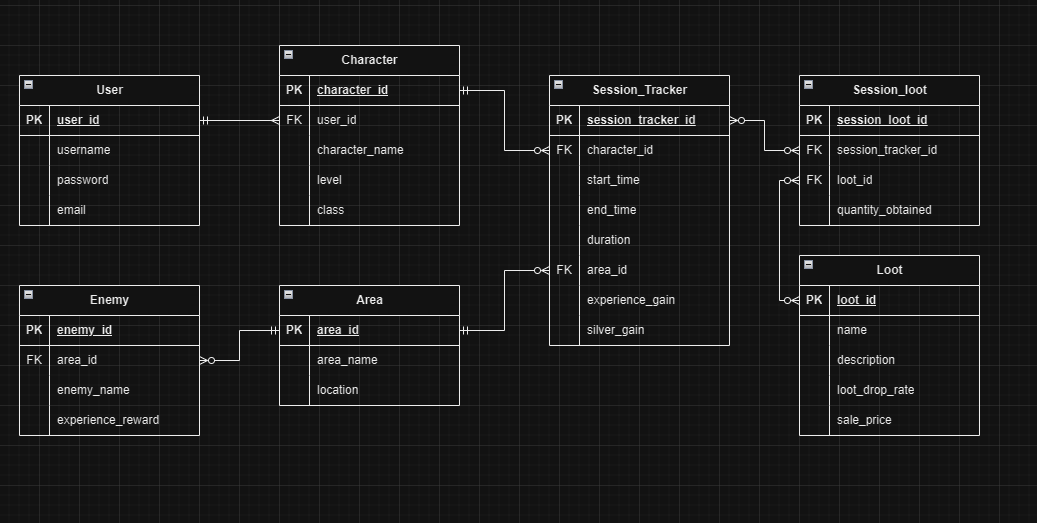 User
PK user_id
username
password
email
Character
PK character_id
FK user_id
character_name
level
class
Session_Tracker
PK session_tracker_id
FK character_id
start_time
end_time
duration
FK area_id
experience_gain
silver_gain
Session_loot
PK session_loot_id
FK session_tracker_id
FK loot_id
quantity_obtained
Enemy
PK enemy_id
FK area_id
enemy_name
experience_reward
Area
PK area_id
area_name
location
Loot
PK loot_id
name
description
loot_drop_rate
sale_price